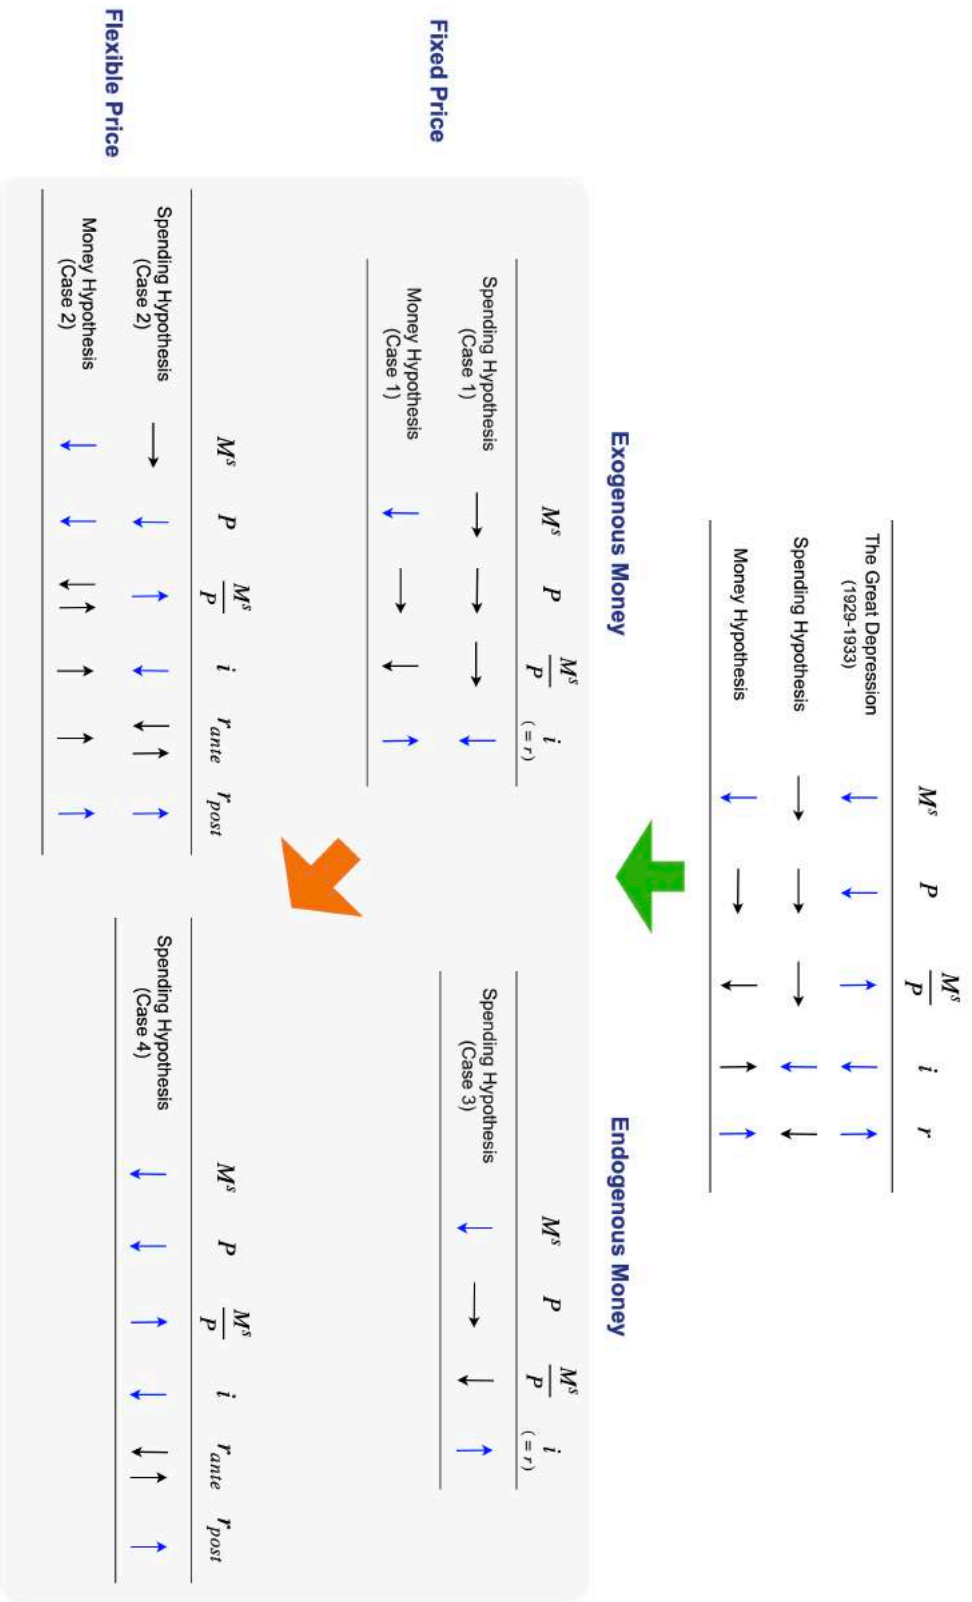 M^s P M^s/P i r
The Great Depression
(1929-1933) ↓ ↓ ↑ ↓ ↑
Spending Hypothesis → → → ↓ ↓
Money Hypothesis ↓ → ↓ ↑ ↑
Exogenous Money
Endogenous Money
Fixed Price
M^s P M^s/P i
( = r )
Spending Hypothesis
(Case 1) → → → ↓
Money Hypothesis
(Case 1) ↓ → ↓ ↑
M^s P M^s/P i
( = r )
Spending Hypothesis
(Case 3) ↓ → ↓ ↑
Flexible Price
M^s P M^s/P i r_ante r_post
Spending Hypothesis
(Case 2) → ↓ ↑ ↓ ↓↑ ↑
Money Hypothesis
(Case 2) ↓ ↓ ↓↑ ↑ ↑ ↑
M^s P M^s/P i r_ante r_post
Spending Hypothesis
(Case 4) ↓ ↓ ↑ ↓ ↓↑ ↑